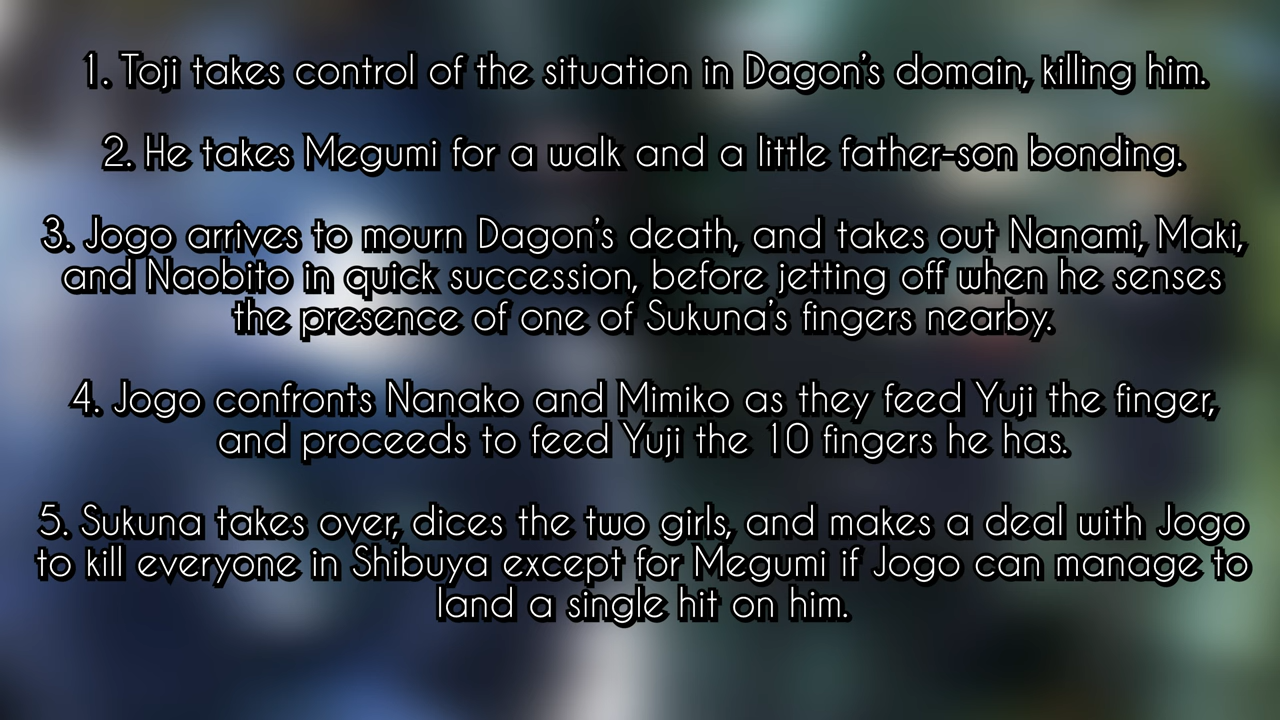 1. Toji takes control of the situation in Dagon's domain, killing him.
2. He takes Megumi for a walk and a little father-son bonding.
3. Jogo arrives to mourn Dagon's death, and takes out Nanami, Maki,
and Naobito in quick succession, before jetting off when he senses
the presence of one of Sukuna's fingers nearby.
4. Jogo confronts Nanako and Mimiko as they feed Yuji the finger,
and proceeds to feed Yuji the 10 fingers he has.
5. Sukuna takes over, dices the two girls, and makes a deal with Jogo
to kill everyone in Shibuya except for Megumi if Jogo can manage to
land a single hit on him.